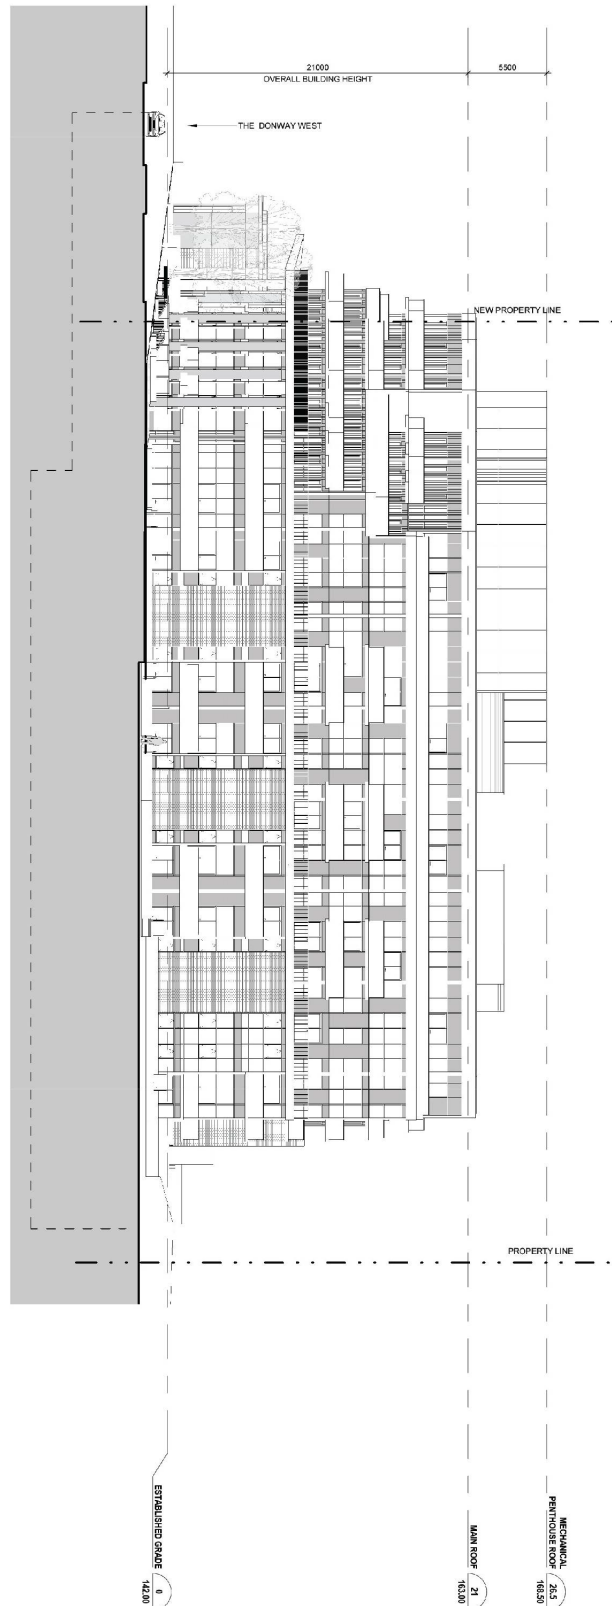 21000
OVERALL BUILDING HEIGHT
5500
THE DONWAY WEST
NEW PROPERTY LINE
PROPERTY LINE
ESTABLISHED GRADE
0
142.00
MAIN ROOF
21
163.00
MECHANICAL
PENTHOUSE ROOF
26.5
168.50